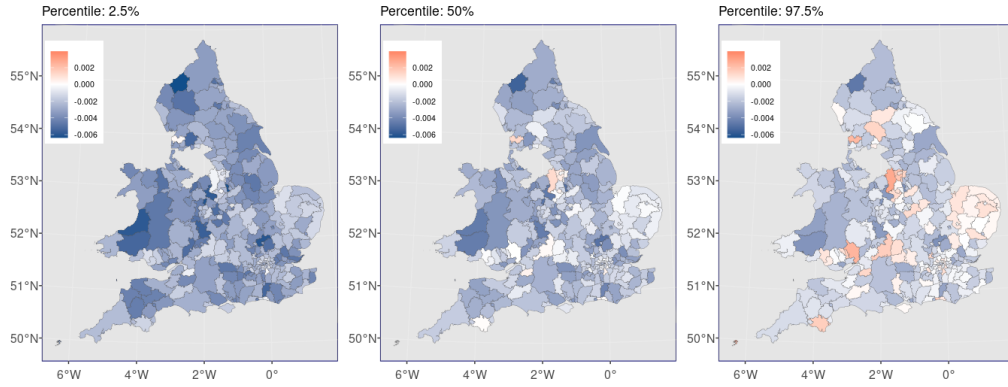 Percentile: 2.5%
Percentile: 50%
Percentile: 97.5%
0.002
0.000
-0.002
-0.004
-0.006
55°N
54°N
53°N
52°N
51°N
50°N
6°W
4°W
2°W
0°
0.002
0.000
-0.002
-0.004
-0.006
55°N
54°N
53°N
52°N
51°N
50°N
6°W
4°W
2°W
0°
0.002
0.000
-0.002
-0.004
-0.006
55°N
54°N
53°N
52°N
51°N
50°N
6°W
4°W
2°W
0°